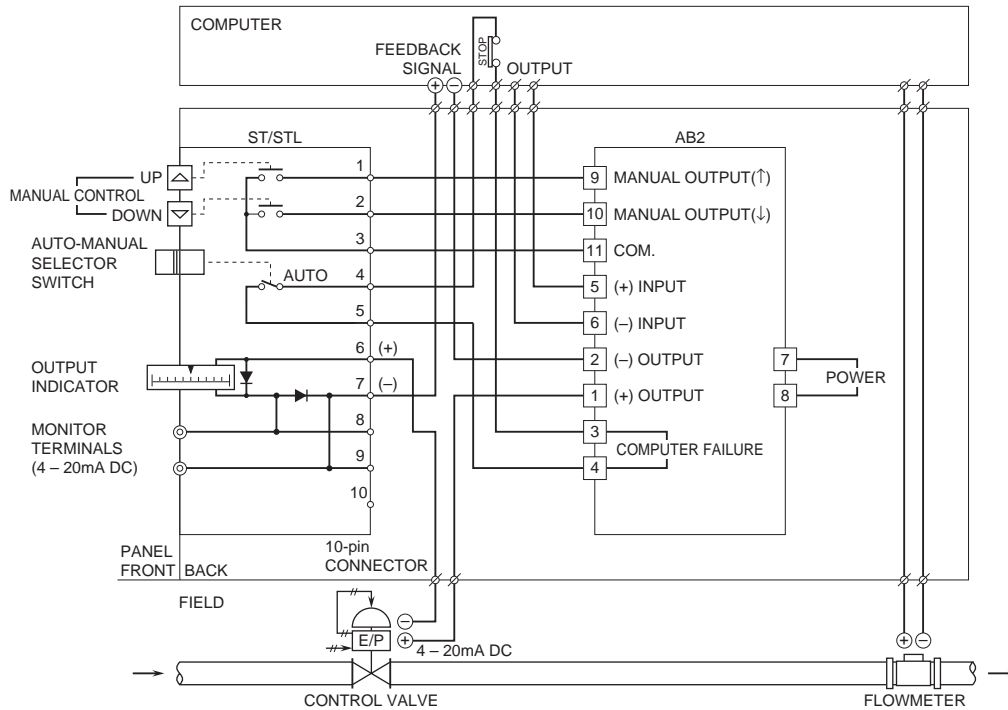 COMPUTER
FEEDBACK
SIGNAL
STOP
OUTPUT
+
–
ST/STL
AB2
UP
MANUAL CONTROL
DOWN
AUTO-MANUAL
SELECTOR
SWITCH
AUTO
1
2
3
4
5
6 (+)
7 (–)
8
9
10
9 MANUAL OUTPUT(↑)
10 MANUAL OUTPUT(↓)
11 COM.
5 (+) INPUT
6 (–) INPUT
2 (–) OUTPUT
1 (+) OUTPUT
3
COMPUTER FAILURE
4
7
POWER
8
OUTPUT
INDICATOR
MONITOR
TERMINALS
(4 – 20mA DC)
10-pin
CONNECTOR
PANEL
FRONT BACK
FIELD
–
E/P
+
4 – 20mA DC
+
–
CONTROL VALVE
FLOWMETER